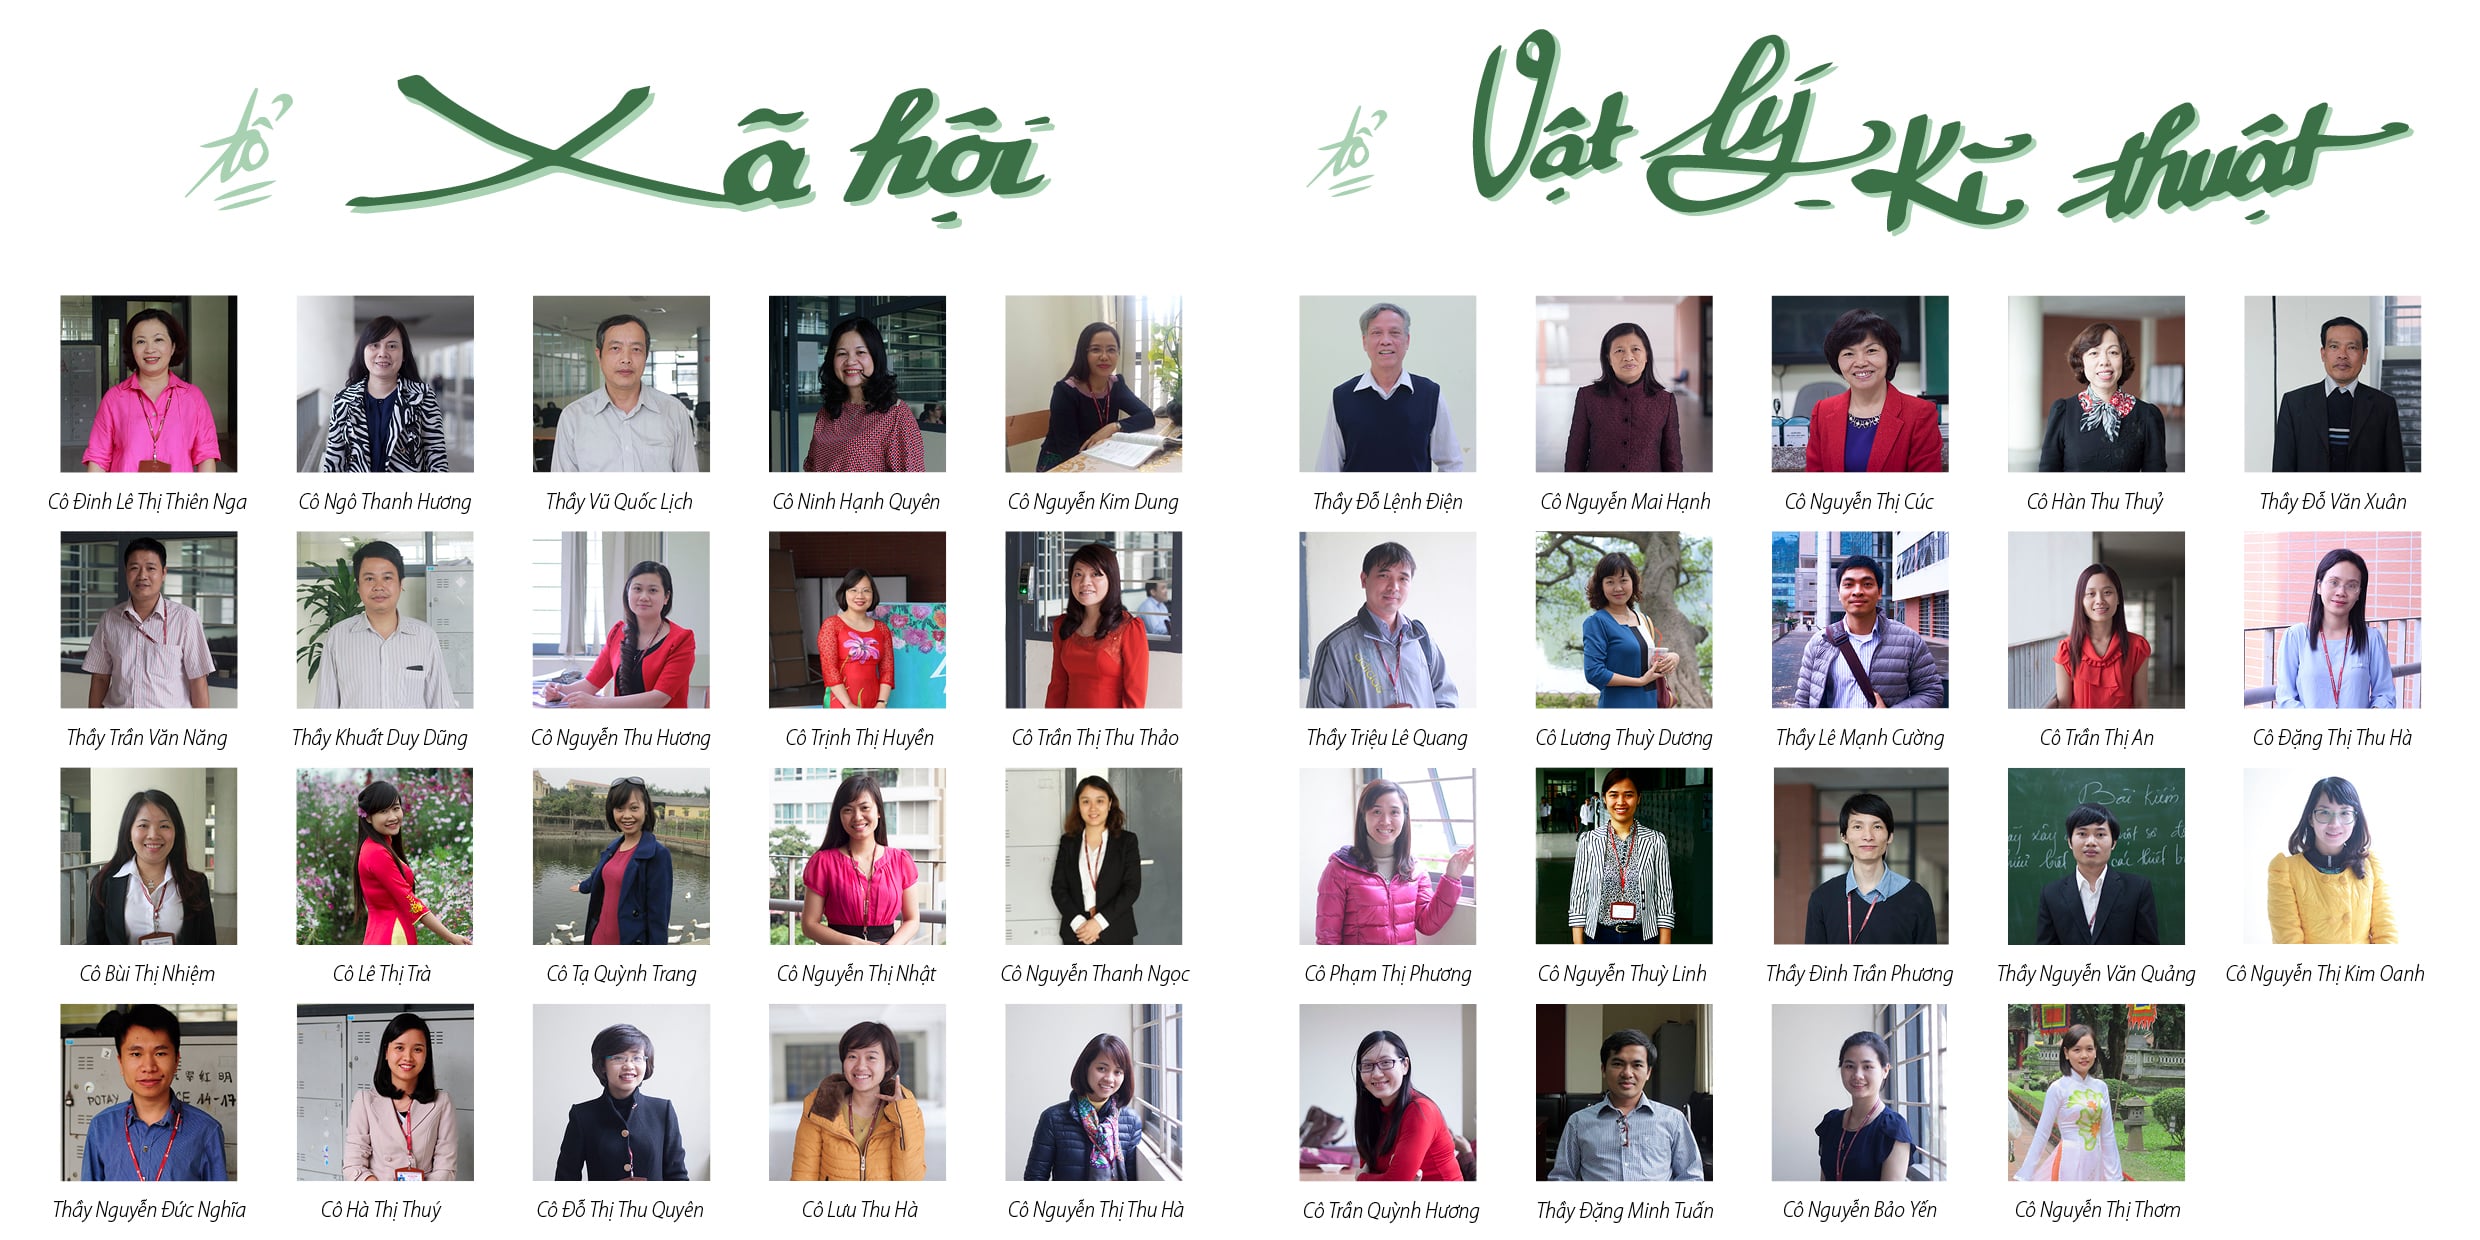 tổ Xã hội
Cô Đinh Lê Thị Thiên Nga
Cô Ngô Thanh Hương
Thầy Vũ Quốc Lịch
Cô Ninh Hạnh Quyên
Cô Nguyễn Kim Dung
Thầy Trần Văn Năng
Thầy Khuất Duy Dũng
Cô Nguyễn Thu Hương
Cô Trịnh Thị Huyền
Cô Trần Thị Thu Thảo
Cô Bùi Thị Nhiệm
Cô Lê Thị Trà
Cô Tạ Quỳnh Trang
Cô Nguyễn Thị Nhật
Cô Nguyễn Thanh Ngọc
POTAY
14-17
Thầy Nguyễn Đức Nghĩa
Cô Hà Thị Thuý
Cô Đỗ Thị Thu Quyên
Cô Lưu Thu Hà
Cô Nguyễn Thị Thu Hà
tổ Vật lý Kĩ thuật
Thầy Đỗ Lệnh Điện
Cô Nguyễn Mai Hạnh
Cô Nguyễn Thị Cúc
Cô Hàn Thu Thuỷ
Thầy Đỗ Văn Xuân
Thầy Triệu Lê Quang
Cô Lương Thuỳ Dương
Thầy Lê Mạnh Cường
Cô Trần Thị An
Cô Đặng Thị Thu Hà
Bài kiểm
Cô Phạm Thị Phương
Cô Nguyễn Thuỳ Linh
Thầy Đinh Trần Phương
Thầy Nguyễn Văn Quảng
Cô Nguyễn Thị Kim Oanh
Cô Trần Quỳnh Hương
Thầy Đặng Minh Tuấn
Cô Nguyễn Bảo Yến
Cô Nguyễn Thị Thơm